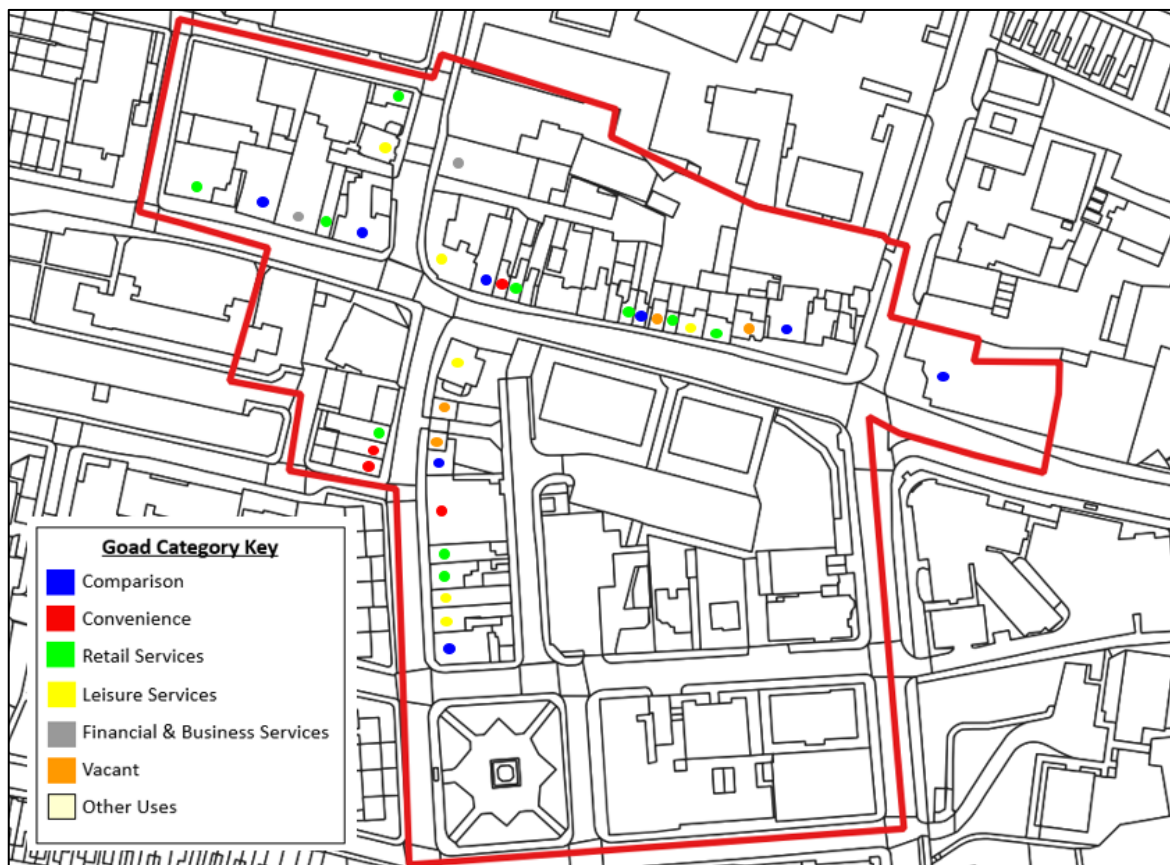 Goad Category Key
Comparison
Convenience
Retail Services
Leisure Services
Financial & Business Services
Vacant
Other Uses